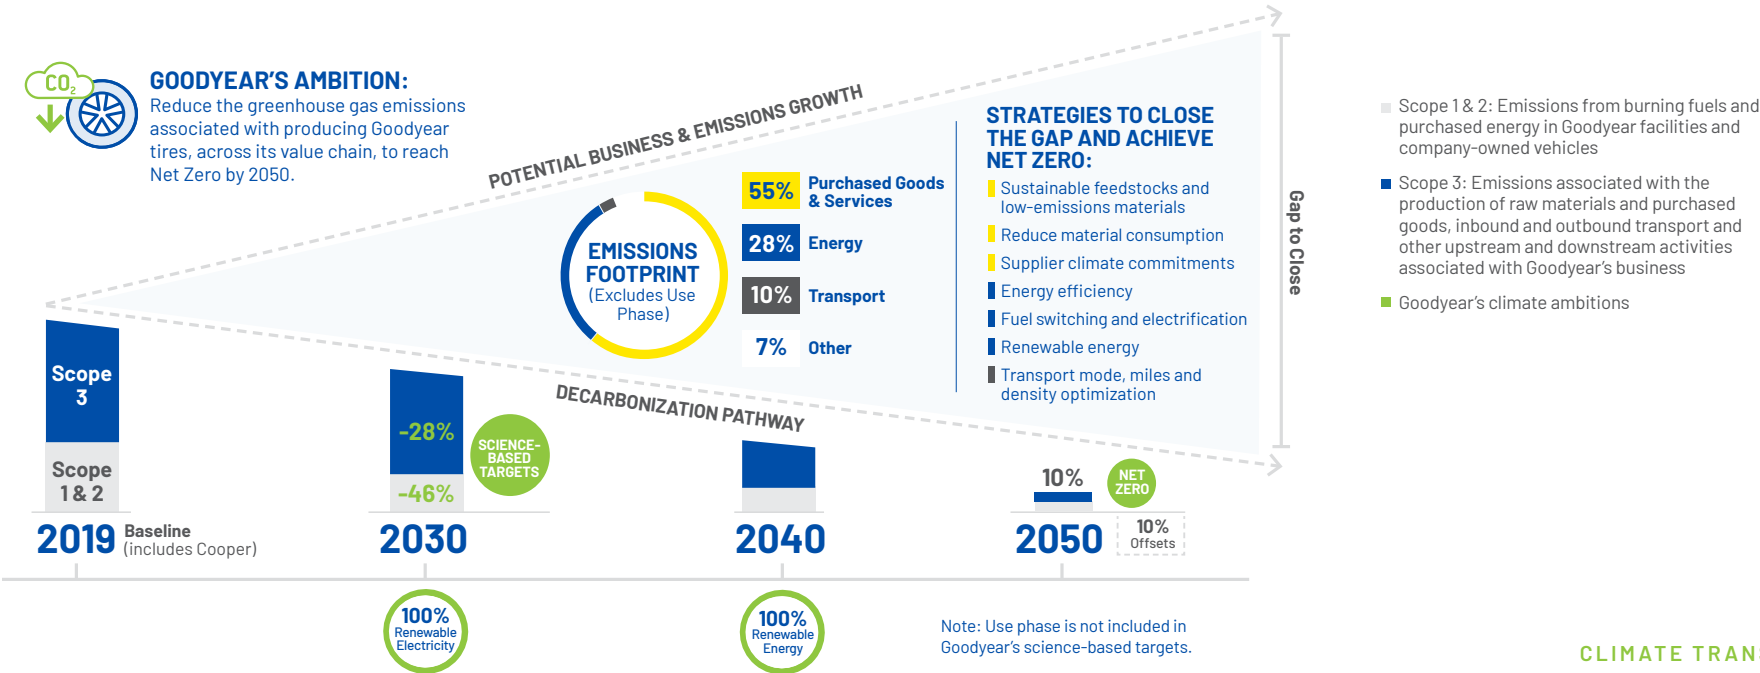 CO2
GOODYEAR'S AMBITION:
Reduce the greenhouse gas emissions
associated with producing Goodyear
tires, across its value chain, to reach
Net Zero by 2050.
POTENTIAL BUSINESS & EMISSIONS GROWTH
EMISSIONS
FOOTPRINT
(Excludes Use
Phase)
55% Purchased Goods
& Services
28% Energy
10% Transport
7% Other
STRATEGIES TO CLOSE
THE GAP AND ACHIEVE
NET ZERO:
Sustainable feedstocks and
low-emissions materials
Reduce material consumption
Supplier climate commitments
Energy efficiency
Fuel switching and electrification
Renewable energy
Transport mode, miles and
density optimization
Gap to Close
Scope 1 & 2: Emissions from burning fuels and
purchased energy in Goodyear facilities and
company-owned vehicles
Scope 3: Emissions associated with the
production of raw materials and purchased
goods, inbound and outbound transport and
other upstream and downstream activities
associated with Goodyear's business
Goodyear's climate ambitions
DECARBONIZATION PATHWAY
Scope
3
Scope
1 & 2
2019 Baseline
(includes Cooper)
-28%
-46%
SCIENCE-
BASED
TARGETS
2030
2040
10%
NET
ZERO
2050
10%
Offsets
100%
Renewable
Electricity
100%
Renewable
Energy
Note: Use phase is not included in
Goodyear's science-based targets.
CLIMATE TRAN